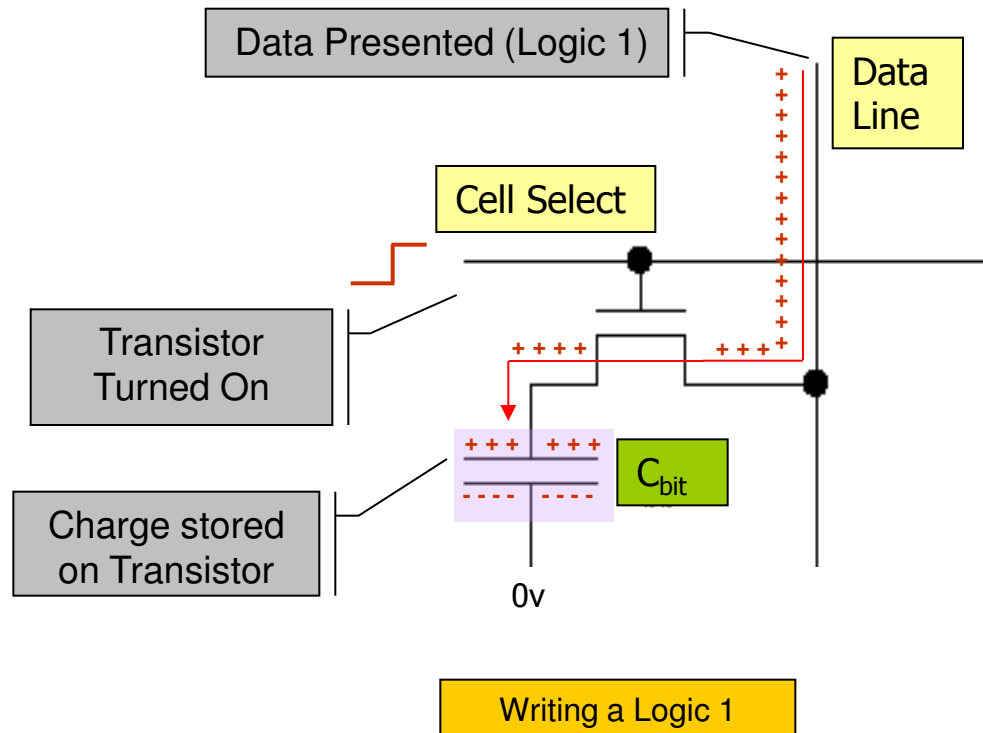 Data Presented (Logic 1)
Data
Line
Cell Select
Transistor
Turned On
C_bit
Charge stored
on Transistor
0v
Writing a Logic 1